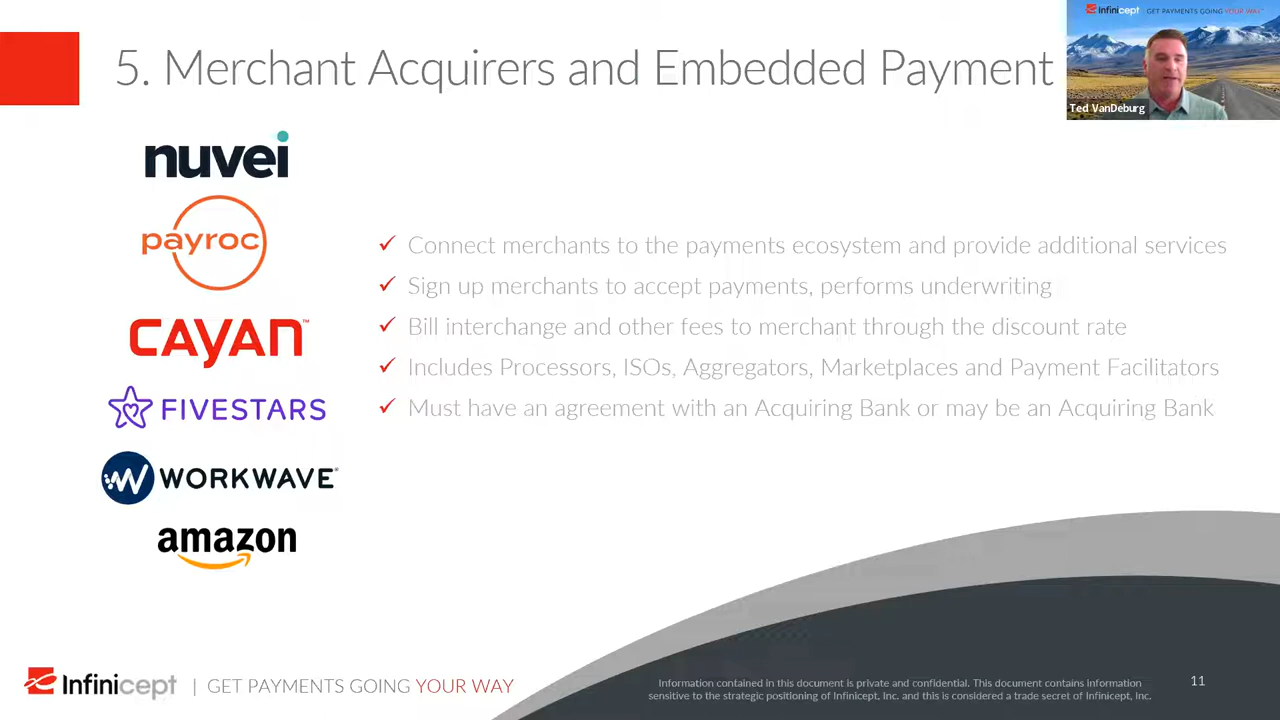 5. Merchant Acquirers and Embedded Payment
Infinicept GET PAYMENTS GOING YOUR WAY
Ted VanDeburg
nuvei
payroc
CAYAN™
FIVESTARS
WORKWAVE®
amazon
✓ Connect merchants to the payments ecosystem and provide additional services
✓ Sign up merchants to accept payments, performs underwriting
✓ Bill interchange and other fees to merchant through the discount rate
✓ Includes Processors, ISOs, Aggregators, Marketplaces and Payment Facilitators
✓ Must have an agreement with an Acquiring Bank or may be an Acquiring Bank
Infinicept | GET PAYMENTS GOING YOUR WAY
Information contained in this document is private and confidential. This document contains information
sensitive to the strategic positioning of Infinicept, Inc. and this is considered a trade secret of Infinicept, Inc.
11